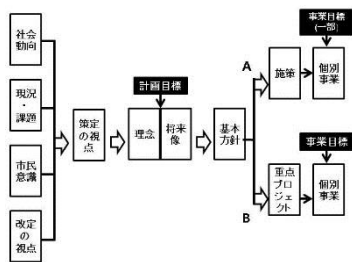 社会
動向
現況・
課題
市民
意識
改定の
視点
策定の
視点
計画目標
理念
将来
像
基本
方針
A
施策
事業目標
(一部)
個別
事業
B
重点
プロジ
ェクト
事業目標
個別
事業